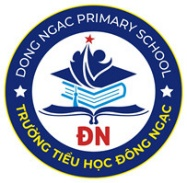 DONG NGAC PRIMARY SCHOOL
ĐN
TRƯỜNG TIỂU HỌC ĐÔNG NGẠC